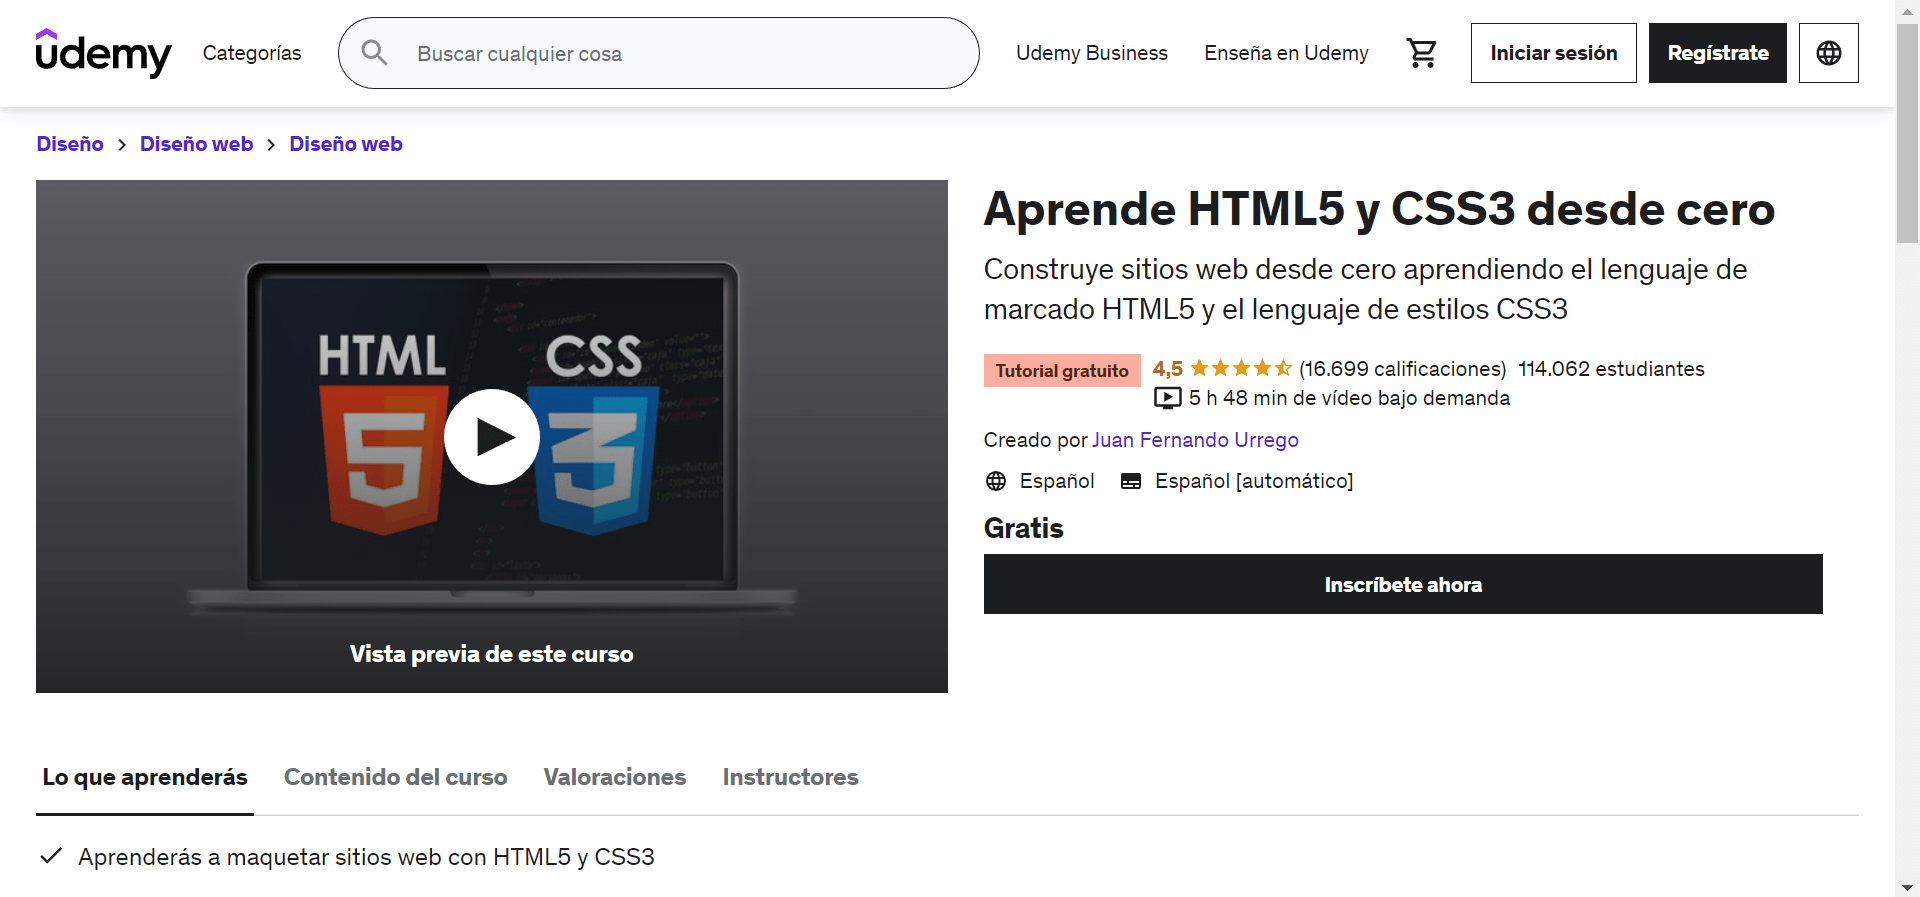 udemy
Categorías
Buscar cualquier cosa
Udemy Business
Enseña en Udemy
Iniciar sesión
Regístrate
Diseño > Diseño web > Diseño web
HTML
CSS
5
3
Vista previa de este curso
Aprende HTML5 y CSS3 desde cero
Construye sitios web desde cero aprendiendo el lenguaje de
marcado HTML5 y el lenguaje de estilos CSS3
Tutorial gratuito
4,5 (16.699 calificaciones) 114.062 estudiantes
5 h 48 min de vídeo bajo demanda
Creado por Juan Fernando Urrego
Español Español [automático]
Gratis
Inscríbete ahora
Lo que aprenderás
Contenido del curso
Valoraciones
Instructores
Aprenderás a maquetar sitios web con HTML5 y CSS3